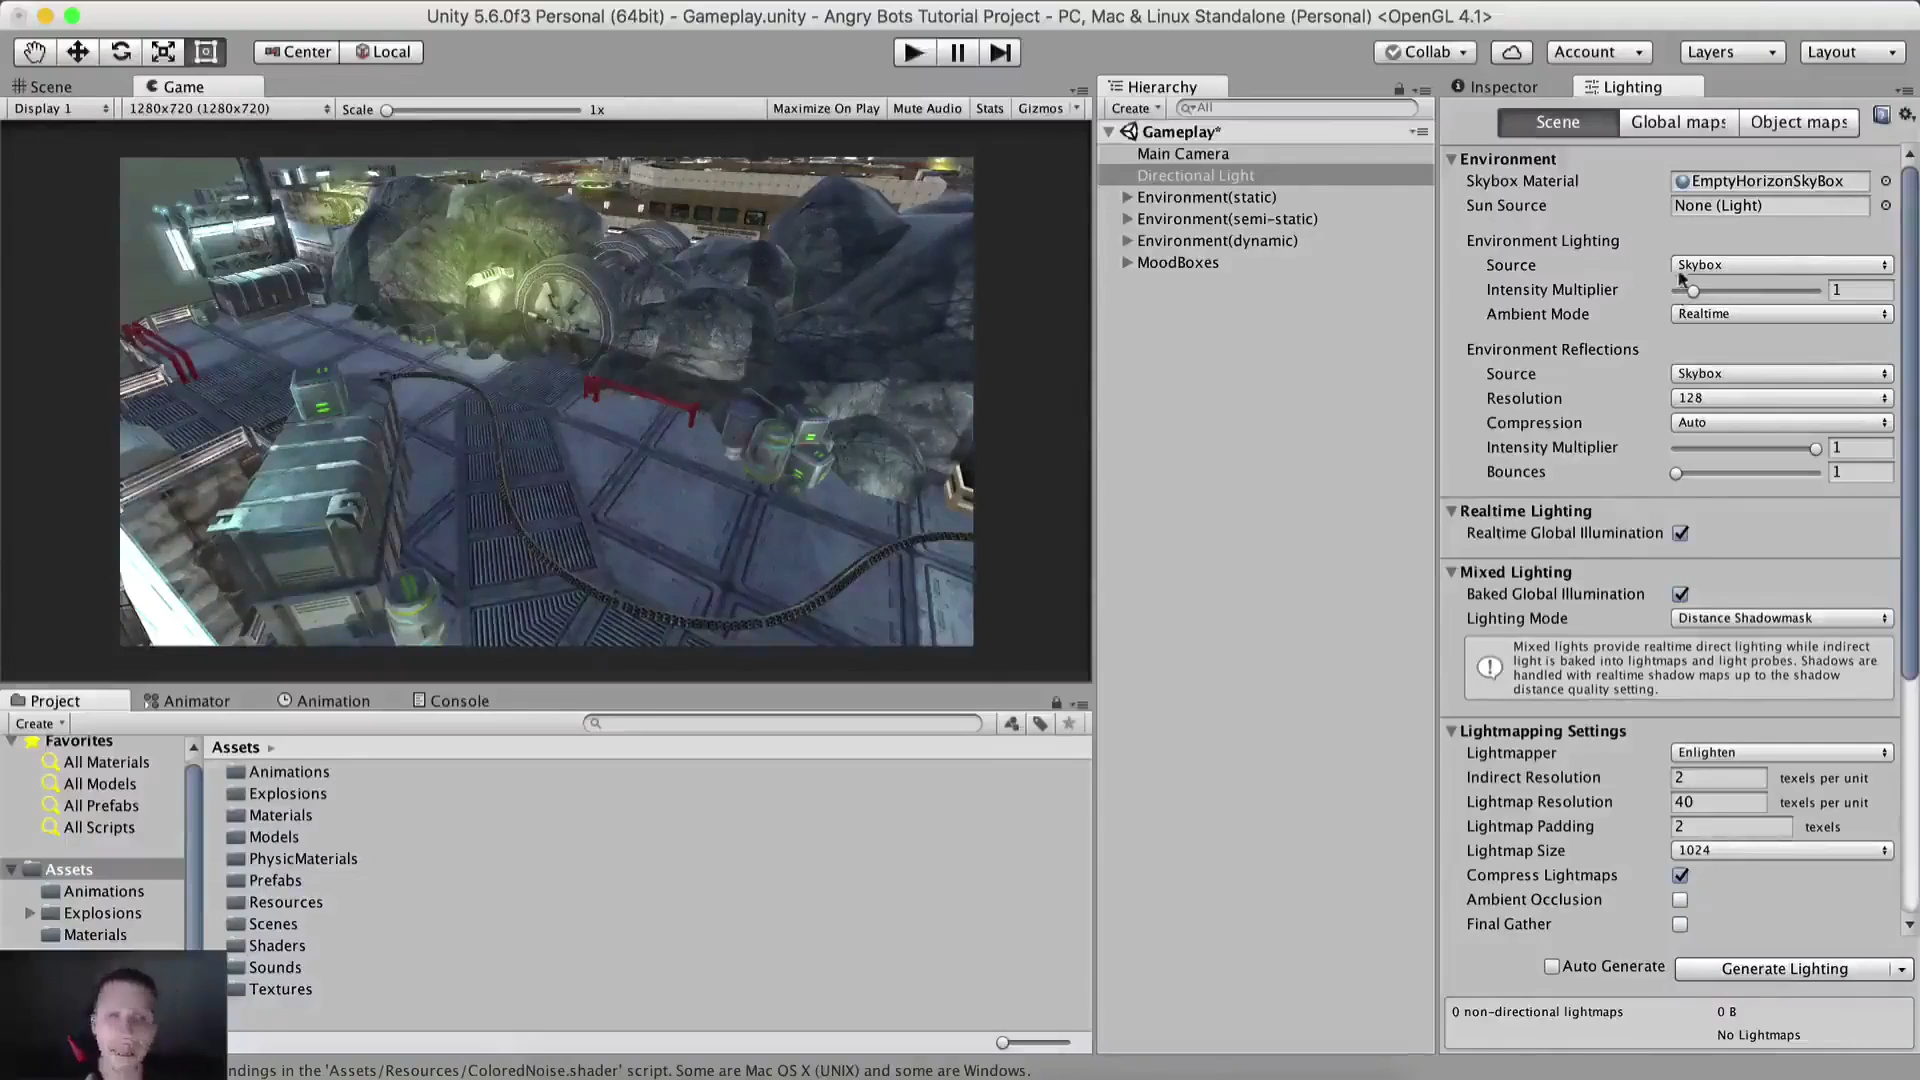 Unity 5.6.0f3 Personal (64bit) - Gameplay.unity - Angry Bots Tutorial Project - PC, Mac & Linux Standalone (Personal) <OpenGL 4.1>
Center Local Collab Account Layers Layout
Scene Game
Display 1 1280x720 (1280x720) Scale 1x Maximize On Play Mute Audio Stats Gizmos
Hierarchy
Create All
Gameplay*
Main Camera
Directional Light
Environment(static)
Environment(semi-static)
Environment(dynamic)
MoodBoxes
Inspector Lighting
Scene Global maps Object maps
Environment
Skybox Material EmptyHorizonSkyBox
Sun Source None (Light)
Environment Lighting
Source Skybox
Intensity Multiplier 1
Ambient Mode Realtime
Environment Reflections
Source Skybox
Resolution 128
Compression Auto
Intensity Multiplier 1
Bounces 1
Realtime Lighting
Realtime Global Illumination
Mixed Lighting
Baked Global Illumination
Lighting Mode Distance Shadowmask
Mixed lights provide realtime direct lighting while indirect
light is baked into lightmaps and light probes. Shadows are
handled with realtime shadow maps up to the shadow
distance quality setting.
Lightmapping Settings
Lightmapper Enlighten
Indirect Resolution 2 texels per unit
Lightmap Resolution 40 texels per unit
Lightmap Padding 2 texels
Lightmap Size 1024
Compress Lightmaps
Ambient Occlusion
Final Gather
Auto Generate Generate Lighting
0 non-directional lightmaps 0 B
No Lightmaps
Project Animator Animation Console
Create
Favorites
All Materials
All Models
All Prefabs
All Scripts
Assets
Animations
Explosions
Materials
Assets
Animations
Explosions
Materials
Models
PhysicMaterials
Prefabs
Resources
Scenes
Shaders
Sounds
Textures
ndings in the 'Assets/Resources/ColoredNoise.shader' script. Some are Mac OS X (UNIX) and some are Windows.